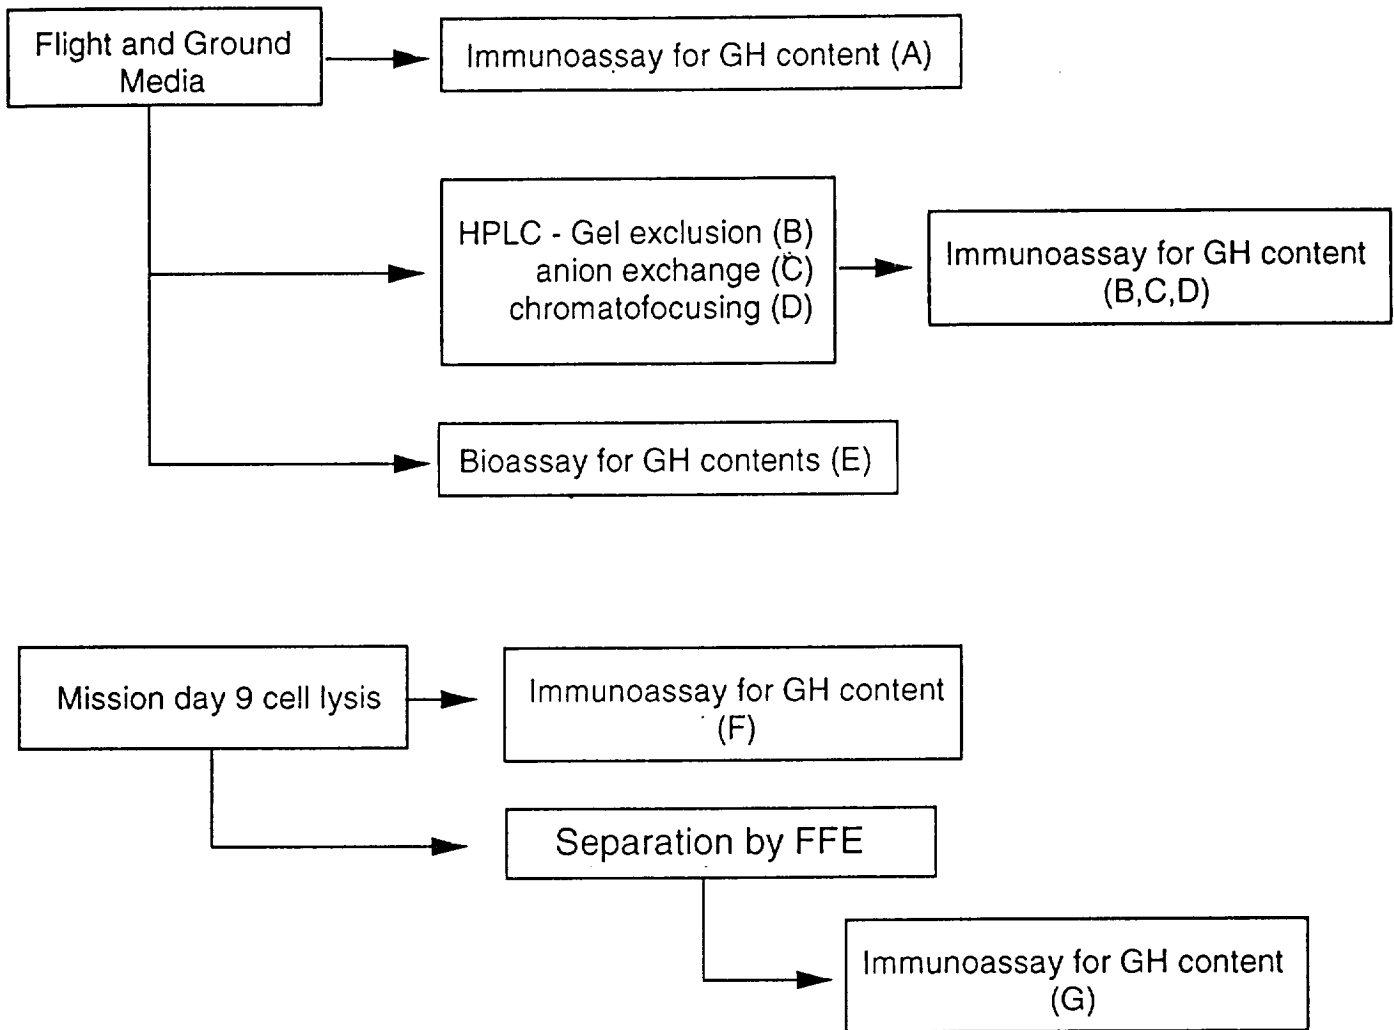 Flight and Ground
Media
Immunoassay for GH content (A)
HPLC - Gel exclusion (B)
anion exchange (C)
chromatofocusing (D)
Immunoassay for GH content
(B,C,D)
Bioassay for GH contents (E)
Mission day 9 cell lysis
Immunoassay for GH content
(F)
Separation by FFE
Immunoassay for GH content
(G)